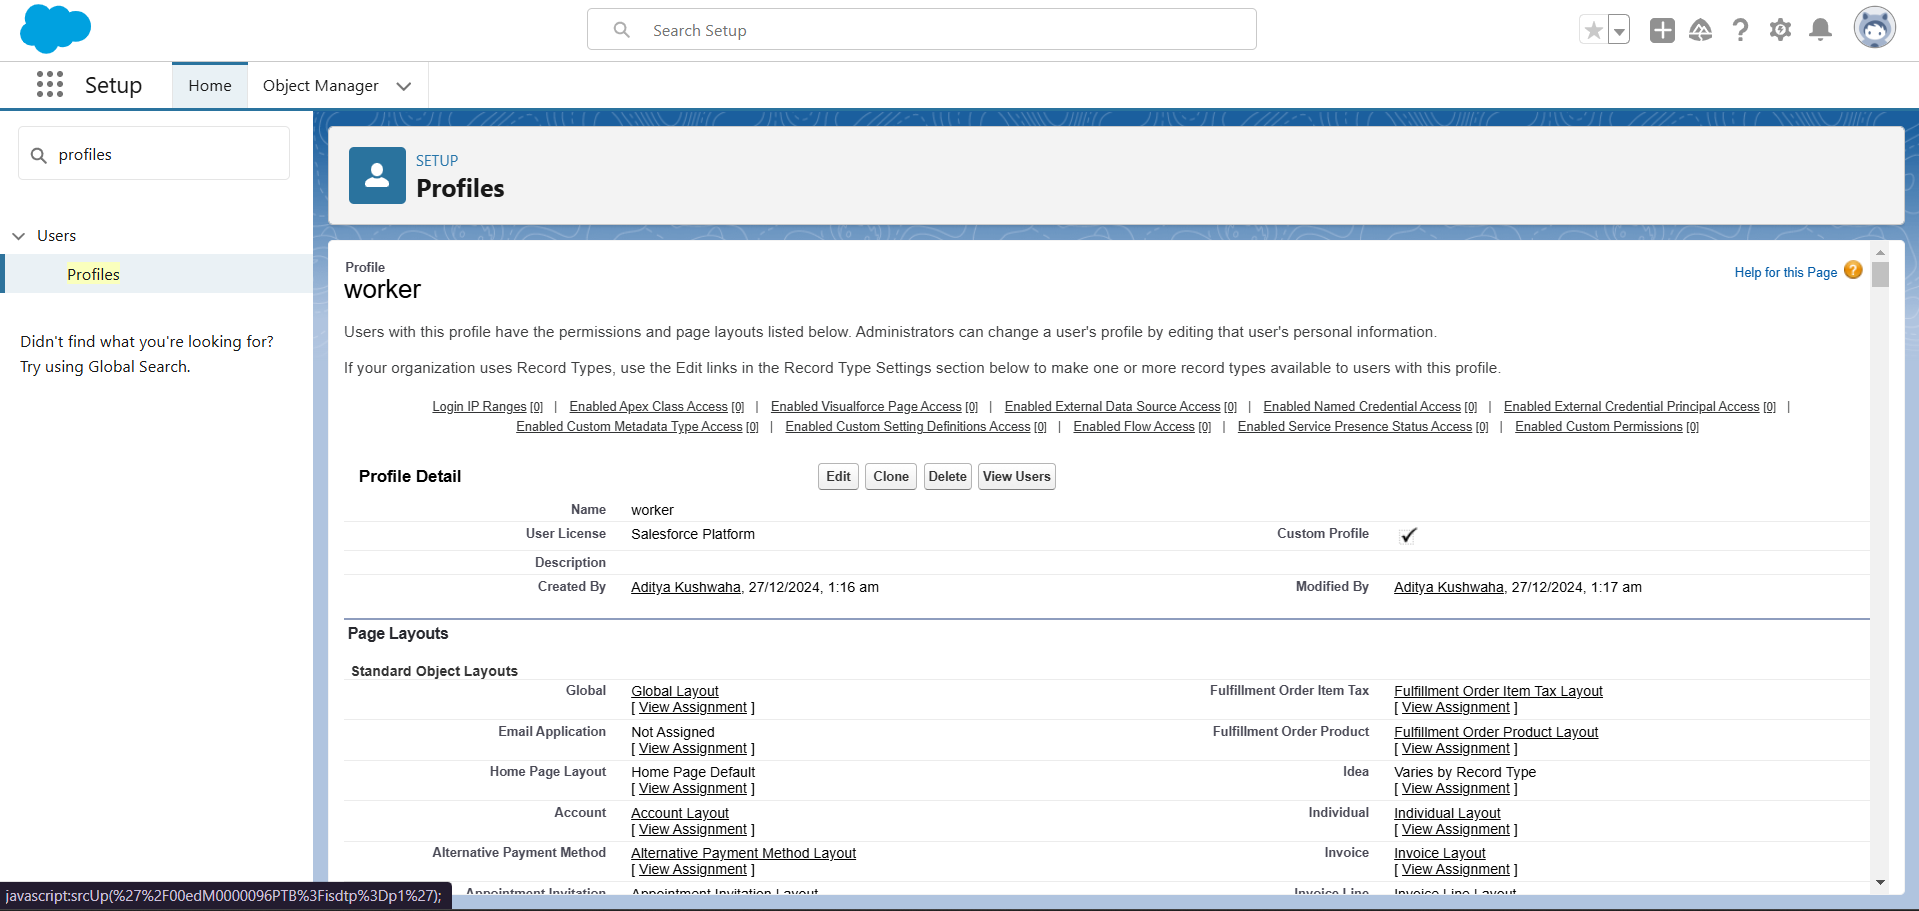 Search Setup
Setup
Home
Object Manager
profiles
Users
Profiles
Didn't find what you're looking for?
Try using Global Search.
SETUP
Profiles
Profile
worker
Help for this Page
Users with this profile have the permissions and page layouts listed below. Administrators can change a user's profile by editing that user's personal information.
If your organization uses Record Types, use the Edit links in the Record Type Settings section below to make one or more record types available to users with this profile.
Login IP Ranges [0] | Enabled Apex Class Access [0] | Enabled Visualforce Page Access [0] | Enabled External Data Source Access [0] | Enabled Named Credential Access [0] | Enabled External Credential Principal Access [0] |
Enabled Custom Metadata Type Access [0] | Enabled Custom Setting Definitions Access [0] | Enabled Flow Access [0] | Enabled Service Presence Status Access [0] | Enabled Custom Permissions [0]
Profile Detail Edit Clone Delete View Users
Name worker
User License Salesforce Platform Custom Profile
Description
Created By Aditya Kushwaha, 27/12/2024, 1:16 am Modified By Aditya Kushwaha, 27/12/2024, 1:17 am
Page Layouts
Standard Object Layouts
Global Global Layout Fulfillment Order Item Tax Fulfillment Order Item Tax Layout
[ View Assignment ] [ View Assignment ]
Email Application Not Assigned Fulfillment Order Product Fulfillment Order Product Layout
[ View Assignment ] [ View Assignment ]
Home Page Layout Home Page Default Idea Varies by Record Type
[ View Assignment ] [ View Assignment ]
Account Account Layout Individual Individual Layout
[ View Assignment ] [ View Assignment ]
Alternative Payment Method Alternative Payment Method Layout Invoice Invoice Layout
[ View Assignment ] [ View Assignment ]
Appointment Invitation Appointment Invitation Layout Invoice Line Invoice Line Layout
javascript:srcUp(%27%2F00edM0000096PTB%3Fisdtp%3Dp1%27);